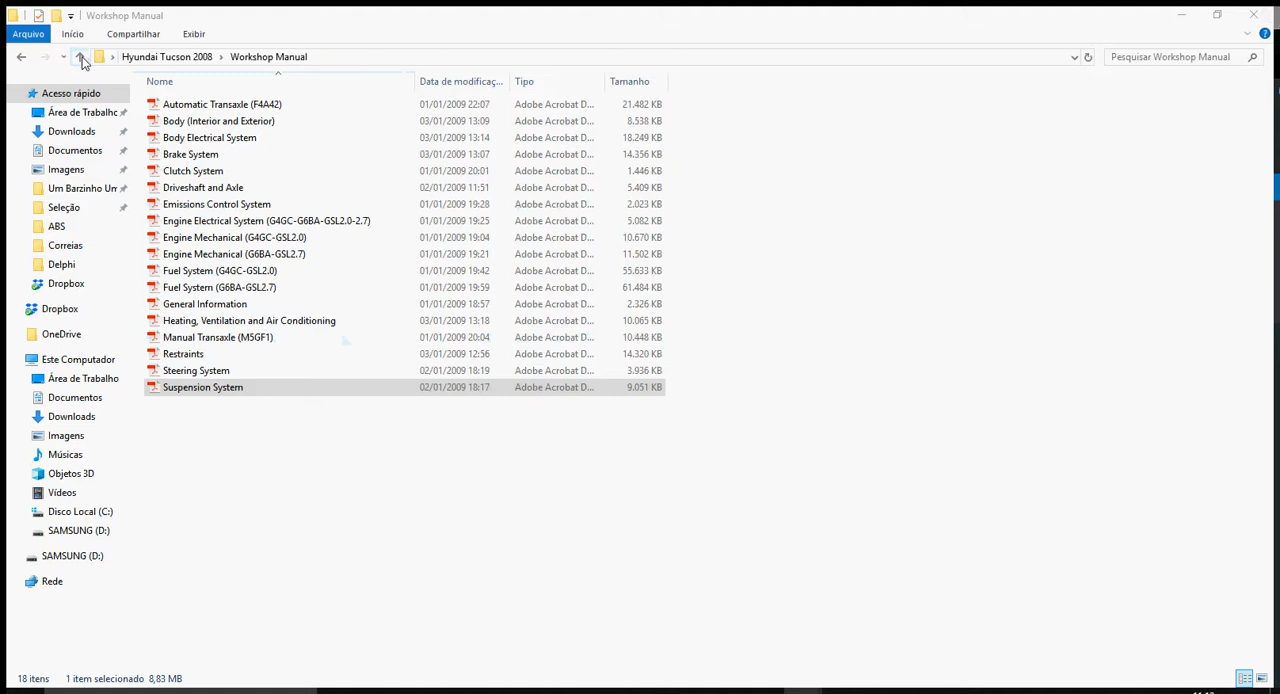 Workshop Manual
Arquivo Início Compartilhar Exibir
Hyundai Tucson 2008 Workshop Manual Pesquisar Workshop Manual
Nome Data de modificaç... Tipo Tamanho
Acesso rápido
Área de Trabalhc
Downloads
Documentos
Imagens
Um Barzinho Um
Seleção
ABS
Correias
Delphi
Dropbox
Dropbox
OneDrive
Este Computador
Área de Trabalho
Documentos
Downloads
Imagens
Músicas
Objetos 3D
Vídeos
Disco Local (C:)
SAMSUNG (D:)
SAMSUNG (D:)
Rede
Automatic Transaxle (F4A42) 01/01/2009 22:07 Adobe Acrobat D... 21.482 KB
Body (Interior and Exterior) 03/01/2009 13:09 Adobe Acrobat D... 8.538 KB
Body Electrical System 03/01/2009 13:14 Adobe Acrobat D... 18.249 KB
Brake System 03/01/2009 13:07 Adobe Acrobat D... 14.356 KB
Clutch System 01/01/2009 20:01 Adobe Acrobat D... 1.446 KB
Driveshaft and Axle 02/01/2009 11:51 Adobe Acrobat D... 5.409 KB
Emissions Control System 01/01/2009 19:28 Adobe Acrobat D... 2.023 KB
Engine Electrical System (G4GC-G6BA-GSL2.0-2.7) 01/01/2009 19:25 Adobe Acrobat D... 5.082 KB
Engine Mechanical (G4GC-GSL2.0) 01/01/2009 19:04 Adobe Acrobat D... 10.670 KB
Engine Mechanical (G6BA-GSL2.7) 01/01/2009 19:21 Adobe Acrobat D... 11.502 KB
Fuel System (G4GC-GSL2.0) 01/01/2009 19:42 Adobe Acrobat D... 55.633 KB
Fuel System (G6BA-GSL2.7) 01/01/2009 19:59 Adobe Acrobat D... 61.484 KB
General Information 01/01/2009 18:57 Adobe Acrobat D... 2.326 KB
Heating, Ventilation and Air Conditioning 03/01/2009 13:18 Adobe Acrobat D... 10.065 KB
Manual Transaxle (M5GF1) 01/01/2009 20:04 Adobe Acrobat D... 10.448 KB
Restraints 03/01/2009 12:56 Adobe Acrobat D... 14.320 KB
Steering System 02/01/2009 18:19 Adobe Acrobat D... 3.936 KB
Suspension System 02/01/2009 18:17 Adobe Acrobat D... 9.051 KB
18 itens 1 item selecionado 8,83 MB